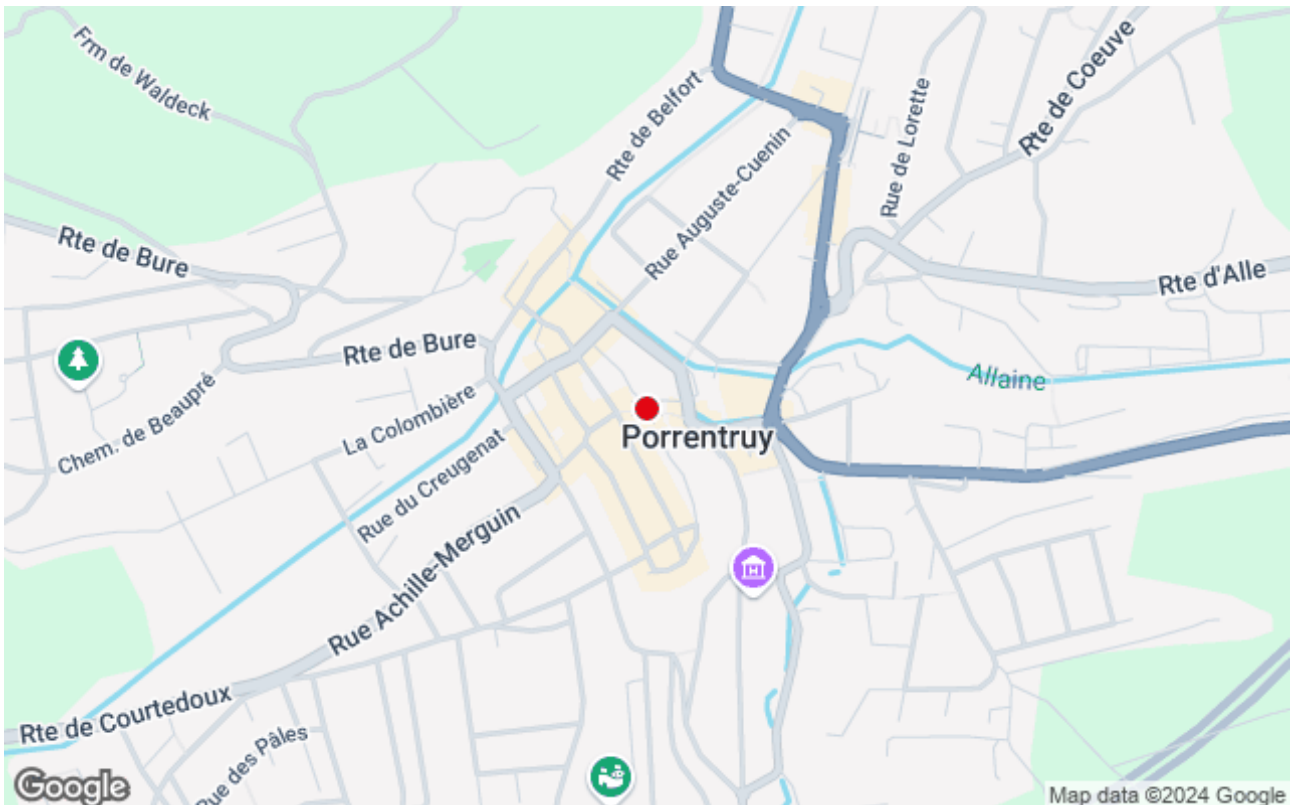 Frm de Waldeck
Rte de Belfort
Rte de Coeuve
Rue de Lorette
Rue Auguste-Cuenin
Rte de Bure
Rte d'Alle
Rte de Bure
Allaine
Chem. de Beaupré
La Colombière
Porrentruy
Rue du Creugenat
Rue Achille-Merguin
H
Rte de Courtedoux
Rue des Pâles
Google
Map data ©2024 Google